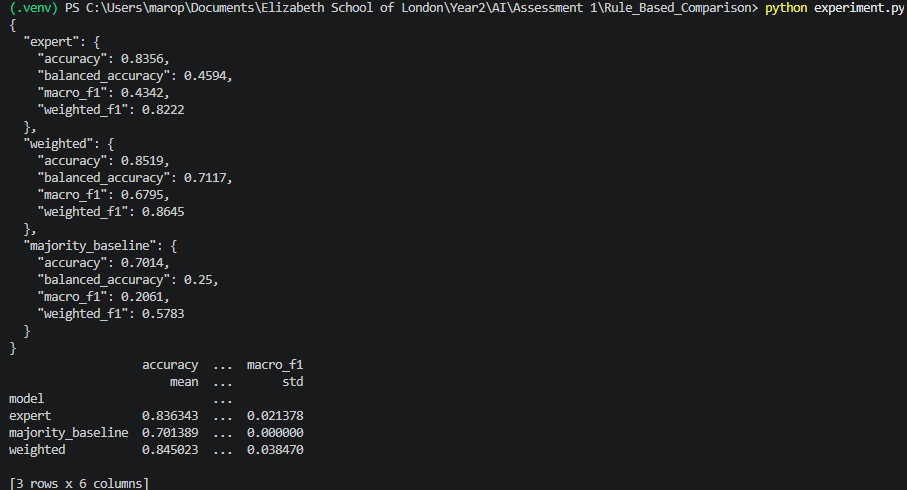 (.venv) PS C:\Users\marop\Documents\Elizabeth School of London\Year2\AI\Assessment 1\Rule_Based_Comparison> python experiment.py
{
  "expert": {
    "accuracy": 0.8356,
    "balanced_accuracy": 0.4594,
    "macro_f1": 0.4342,
    "weighted_f1": 0.8222
  },
  "weighted": {
    "accuracy": 0.8519,
    "balanced_accuracy": 0.7117,
    "macro_f1": 0.6795,
    "weighted_f1": 0.8645
  },
  "majority_baseline": {
    "accuracy": 0.7014,
    "balanced_accuracy": 0.25,
    "macro_f1": 0.2061,
    "weighted_f1": 0.5783
  }
}
                   accuracy  ...  macro_f1
                       mean  ...       std
model                        ...
expert             0.836343  ...  0.021378
majority_baseline  0.701389  ...  0.000000
weighted           0.845023  ...  0.038470

[3 rows x 6 columns]